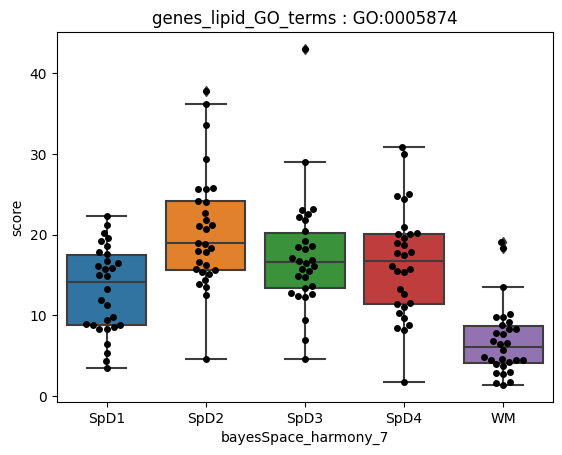 genes_lipid_GO_terms : GO:0005874
score
40
30
20
10
0
SpD1 SpD2 SpD3 SpD4 WM
bayesSpace_harmony_7